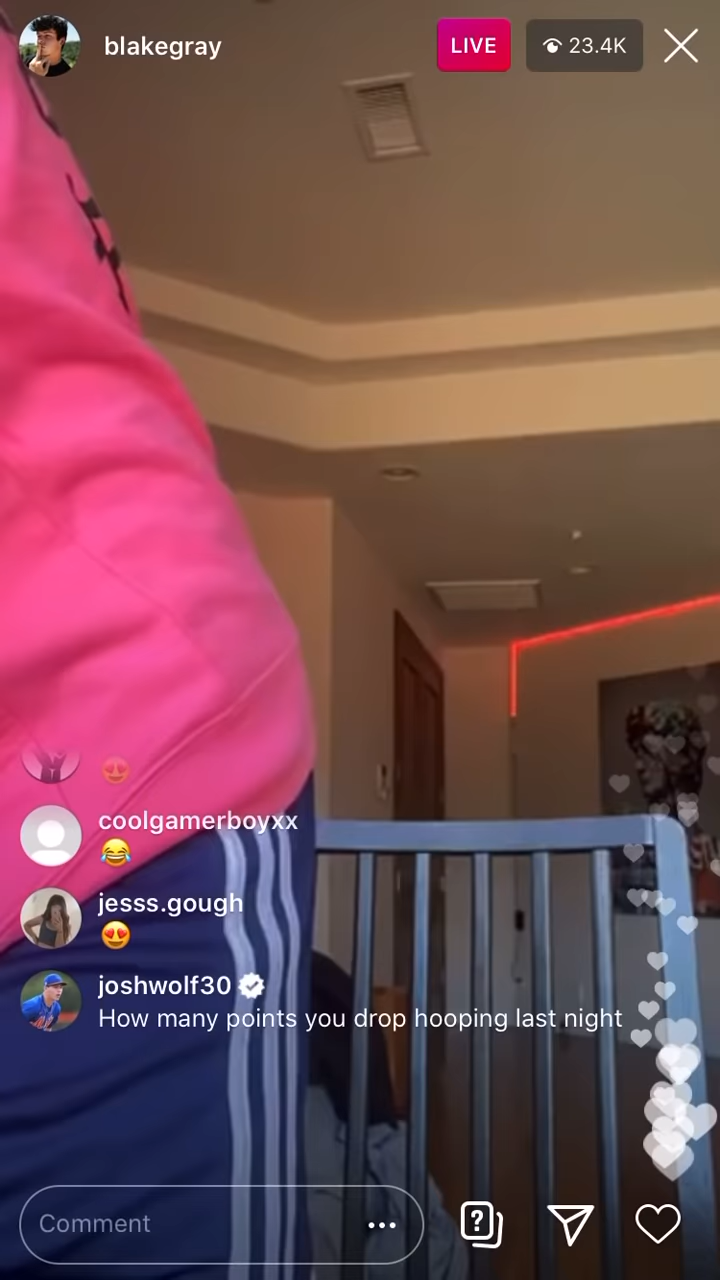 blakegray
LIVE
23.4K
coolgamerboyxx
😂
jesss.gough
😍
joshwolf30
How many points you drop hooping last night
Comment